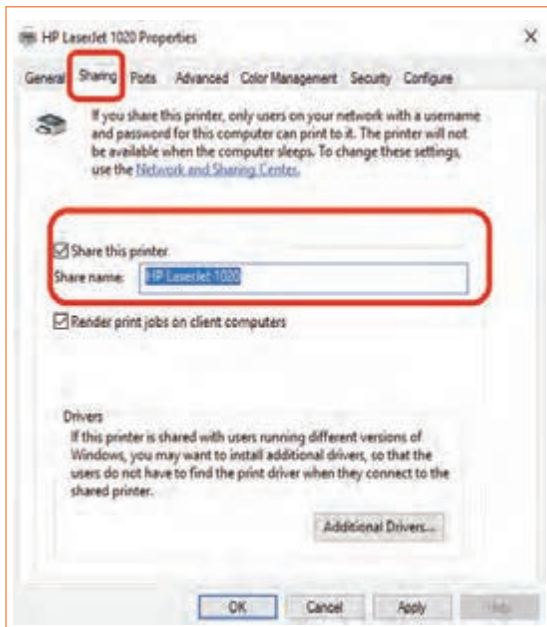 HP LaserJet 1020 Properties
General Sharing Ports Advanced Color Management Security Configure
If you share this printer, only users on your network with a username
and password for this computer can print to it. The printer will not
be available when the computer sleeps. To change these settings,
use the Network and Sharing Center.
Share this printer
Share name: HP LaserJet 1020
Render print jobs on client computers
Drivers
If this printer is shared with users running different versions of
Windows, you may want to install additional drivers, so that the
users do not have to find the print driver when they connect to the
shared printer.
Additional Drivers...
OK Cancel Apply Help